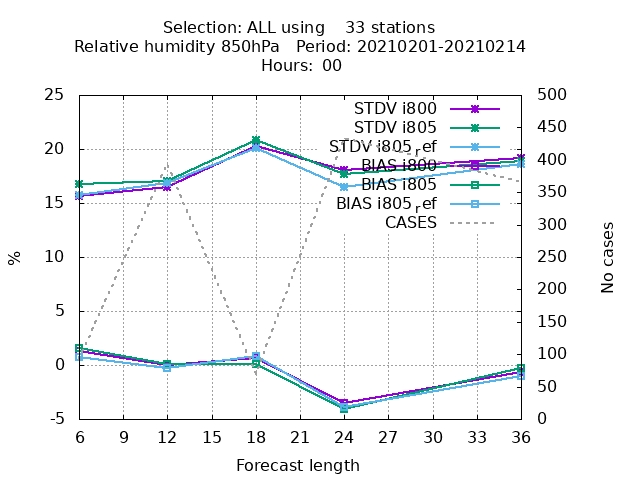 Selection: ALL using 33 stations
Relative humidity 850hPa Period: 20210201-20210214
Hours: 00
25
20
15
10
5
0
-5
%
500
450
400
350
300
250
200
150
100
50
0
No cases
STDV i800
STDV i805
STDV i805ref
BIAS i800
BIAS i805
BIAS i805ref
CASES
6 9 12 15 18 21 24 27 30 33 36
Forecast length